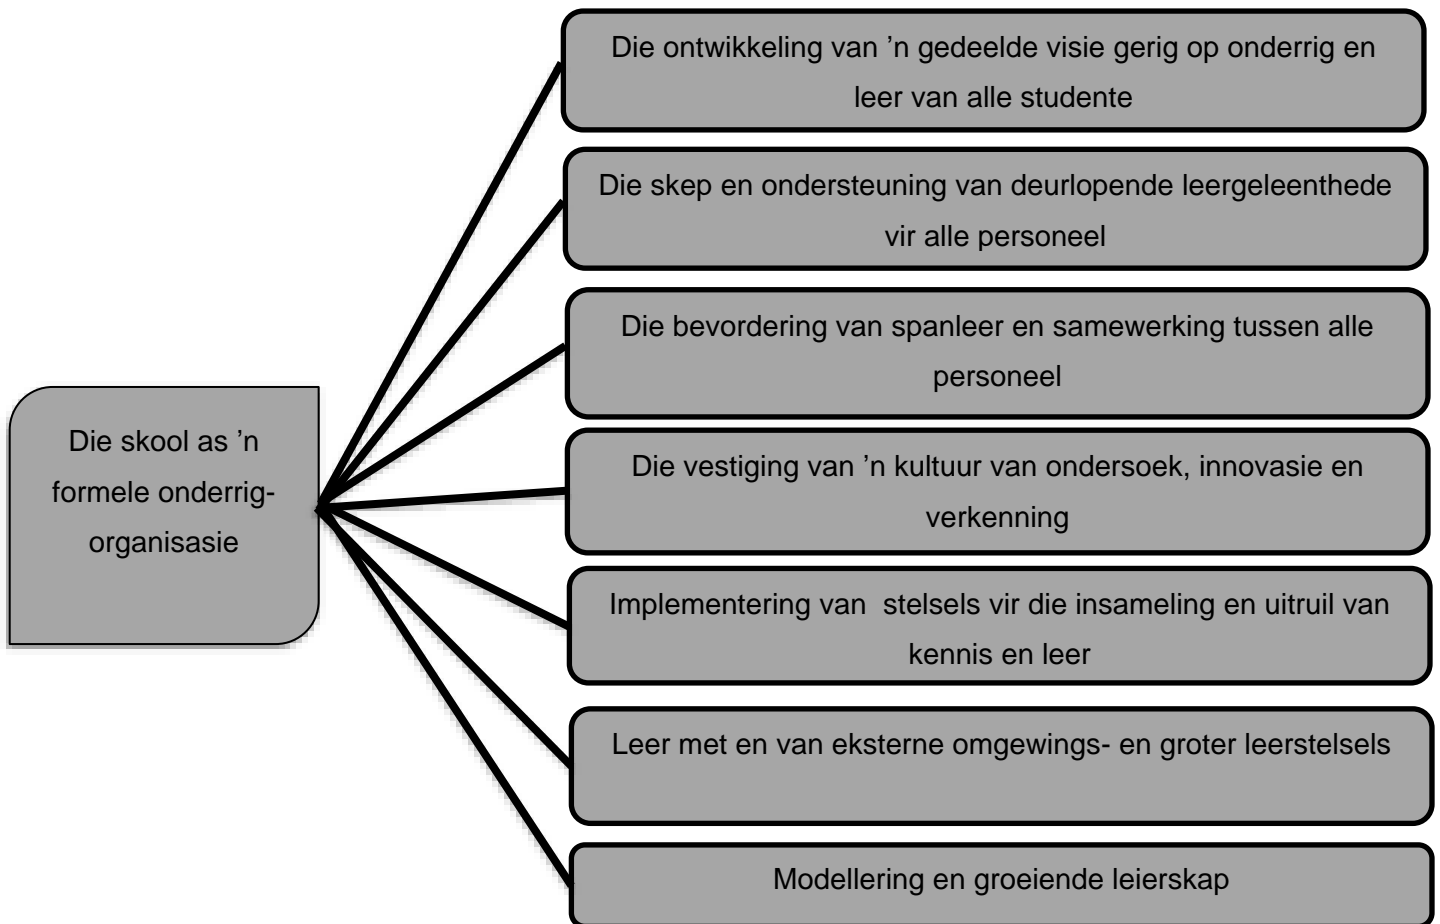 Die skool as ’n
formele onderrig-
organisasie
Die ontwikkeling van ’n gedeelde visie gerig op onderrig en
leer van alle studente
Die skep en ondersteuning van deurlopende leergeleenthede
vir alle personeel
Die bevordering van spanleer en samewerking tussen alle
personeel
Die vestiging van ’n kultuur van ondersoek, innovasie en
verkenning
Implementering van  stelsels vir die insameling en uitruil van
kennis en leer
Leer met en van eksterne omgewings- en groter leerstelsels
Modellering en groeiende leierskap